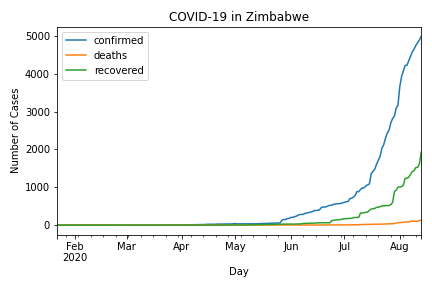 COVID-19 in Zimbabwe
5000
4000
3000
2000
1000
0
Number of Cases
confirmed
deaths
recovered
Feb Mar Apr May Jun Jul Aug
2020
Day